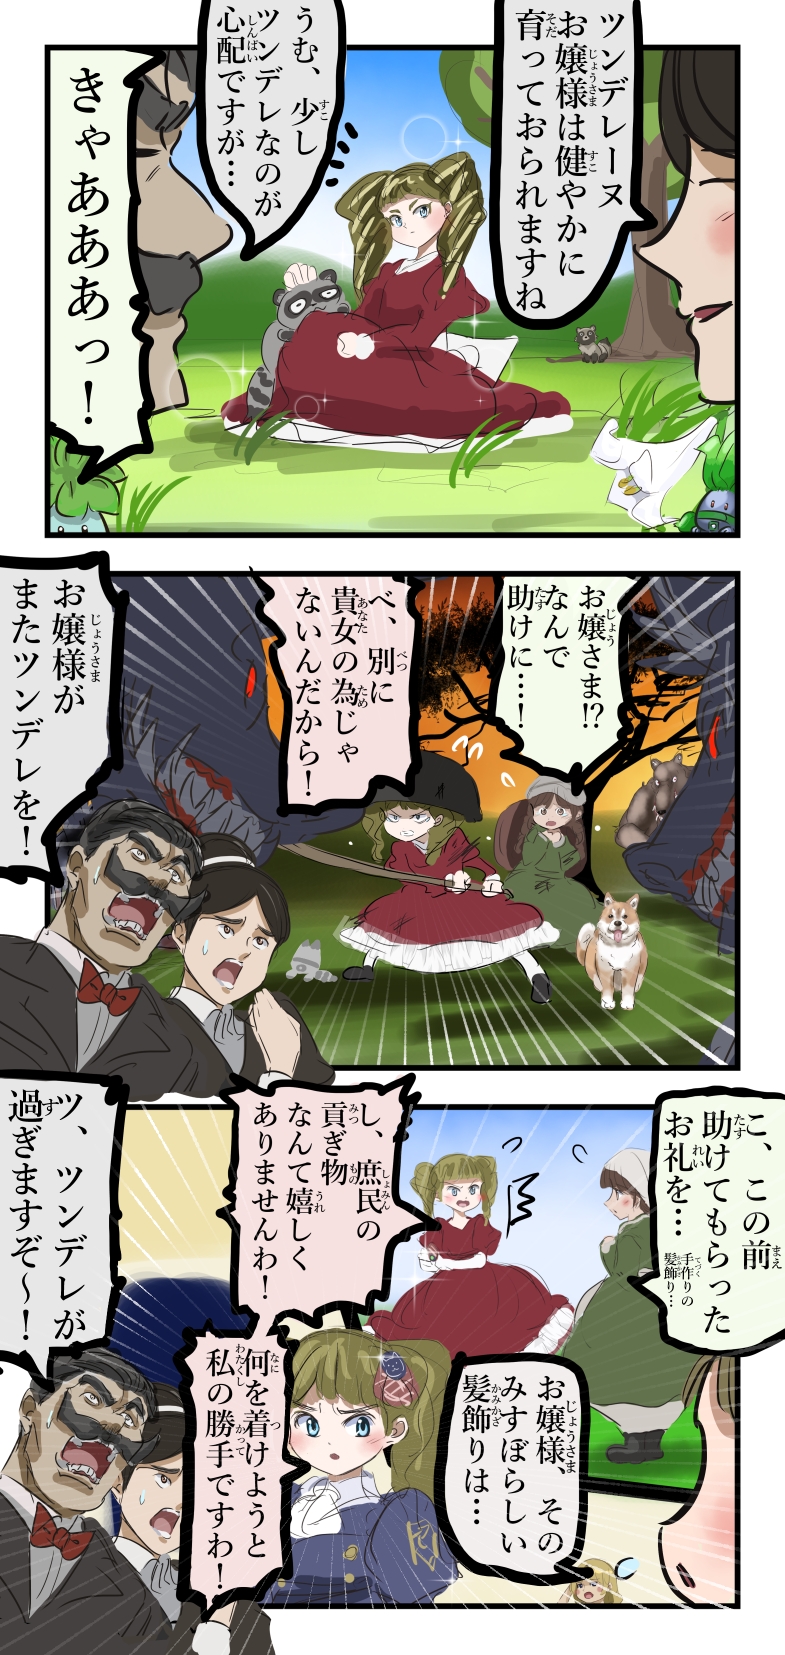 ツンデレーヌ
お嬢様は健やかに
育っておられますね
うむ、少し
ツンデレなのが
心配ですが…
きゃあああっ！
お嬢さま!?
なんで
助けに…！
べ、別に
貴女の為じゃ
ないんだから！
お嬢様が
またツンデレを！
こ、この前
助けてもらった
お礼を…
手作りの
髪飾り…
し、庶民の
貢ぎ物
なんて嬉しく
ありませんわ！
お嬢様、その
みすぼらしい
髪飾りは…
何を着けようと
私の勝手ですわ！
ツ、ツンデレが
過ぎますぞ～！